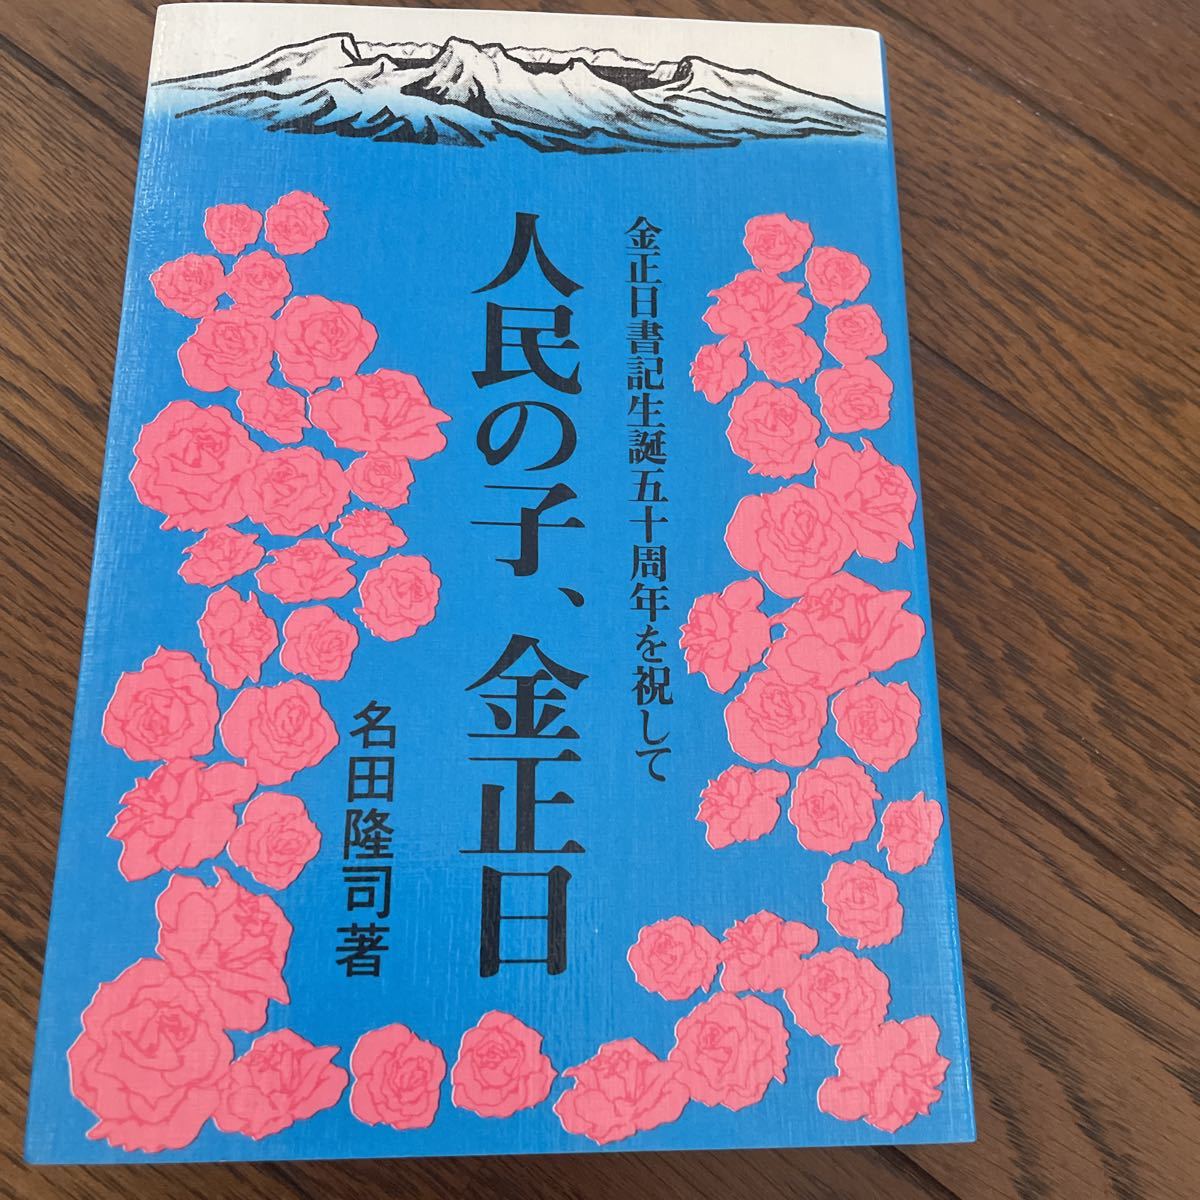 金正日書記生誕五十周年を祝して
人民の子、金正日
名田隆司著